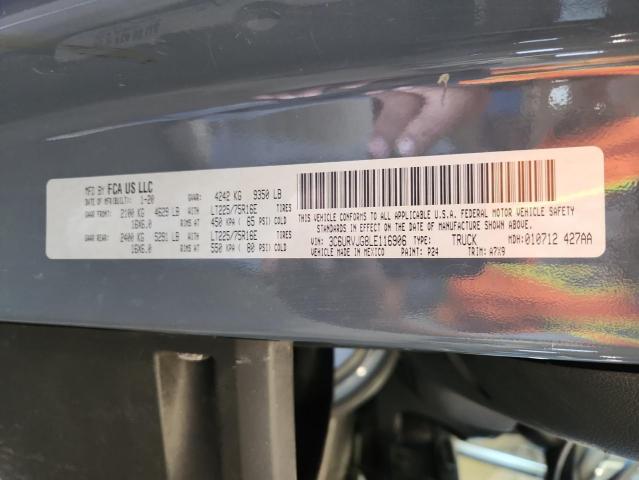 MFD BY FCA US LLC
DATE OF MFR(BUILT): 1-20 GVWR: 4242 KG 9350 LB
GAWR FRONT: 2100 KG 4629 LB WITH LT225/75R16E TIRES
16X6.0 RIMS AT 450 KPA ( 65 PSI) COLD
GAWR REAR: 2400 KG 5291 LB WITH LT225/75R16E TIRES
16X6.0 RIMS AT 550 KPA ( 80 PSI) COLD
THIS VEHICLE CONFORMS TO ALL APPLICABLE U.S.A. FEDERAL MOTOR VEHICLE SAFETY
STANDARDS IN EFFECT ON THE DATE OF MANUFACTURE SHOWN ABOVE.
VIN: 3C6URVJG8LE116906 TYPE: TRUCK MDH: 010712 427AA
VEHICLE MADE IN MEXICO PAINT: P24 TRIM: A7X9